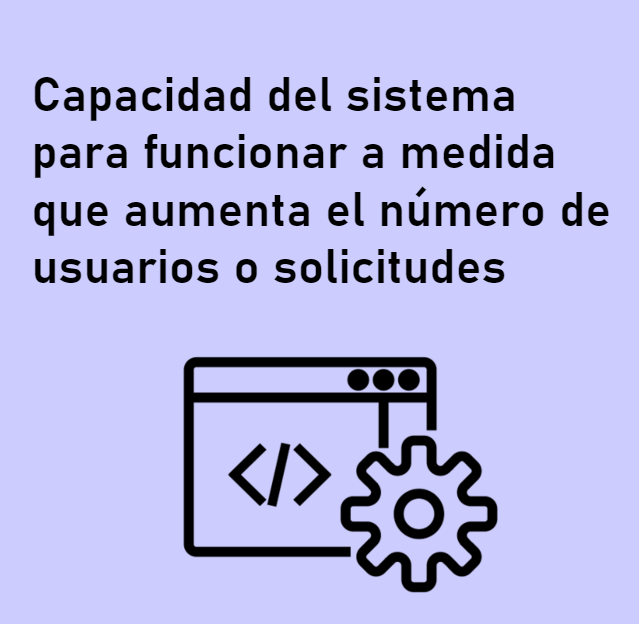 Capacidad del sistema
para funcionar a medida
que aumenta el número de
usuarios o solicitudes
</>